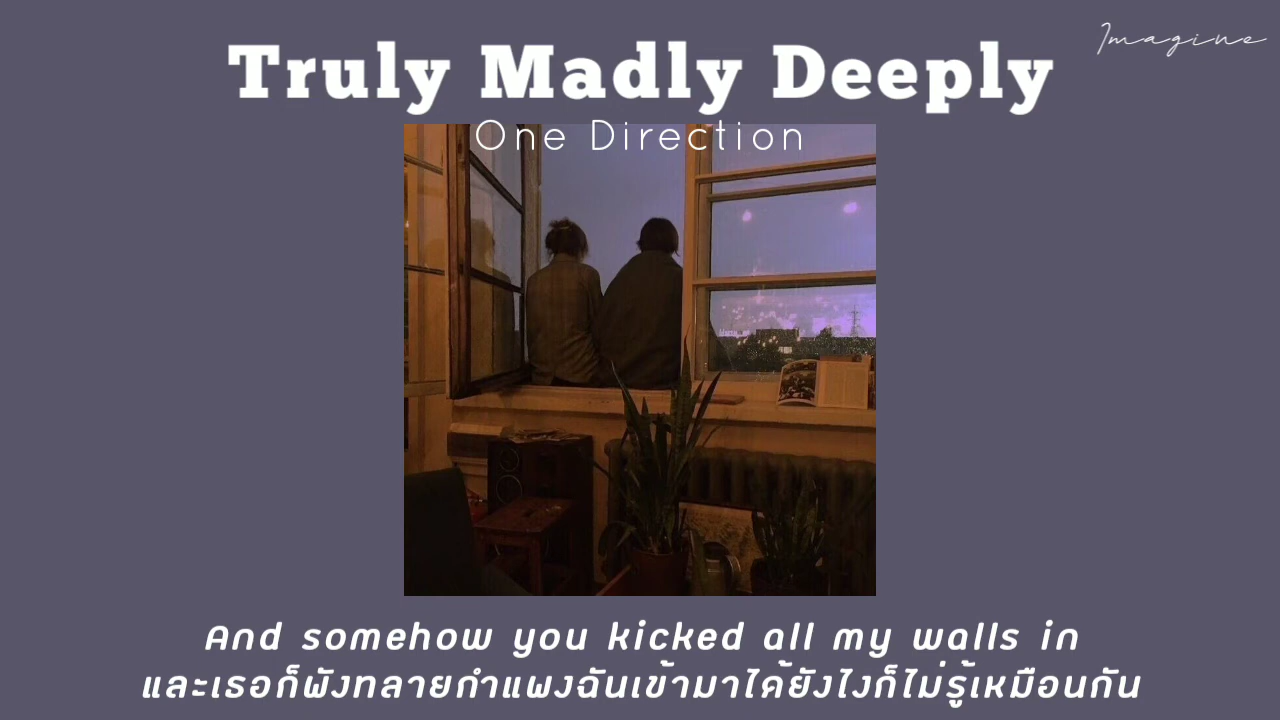 Imagine
Truly Madly Deeply
One Direction
And somehow you kicked all my walls in
และเธอก็พังทลายกำแพงฉันเข้ามาได้ยังไงก็ไม่รู้เหมือนกัน